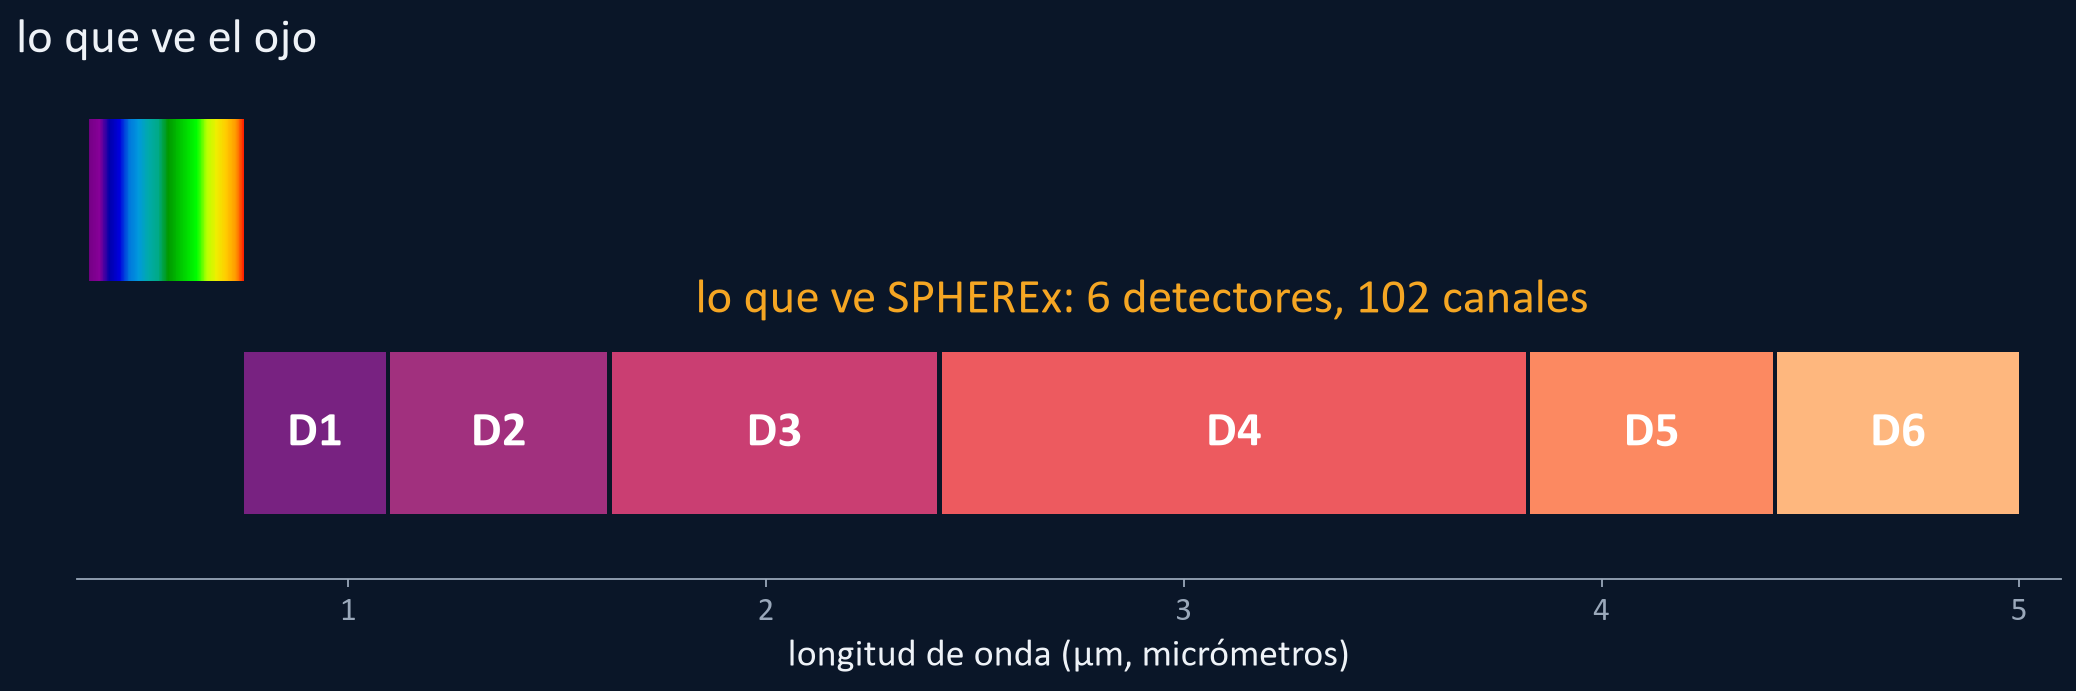 lo que ve el ojo
lo que ve SPHEREx: 6 detectores, 102 canales
D1 D2 D3 D4 D5 D6
1 2 3 4 5
longitud de onda (µm, micrómetros)